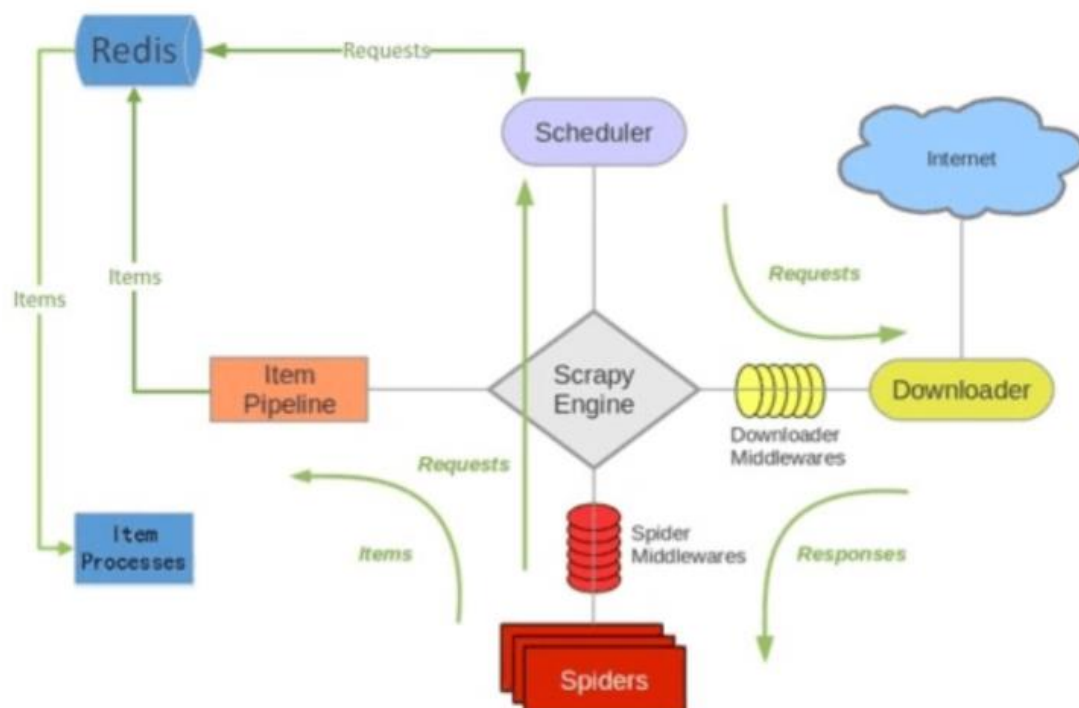 Redis
Requests
Scheduler
Internet
Requests
Items
Items
Item
Pipeline
Scrapy
Engine
Downloader
Downloader
Middlewares
Requests
Item
Processes
Items
Spider
Middlewares
Responses
Spiders